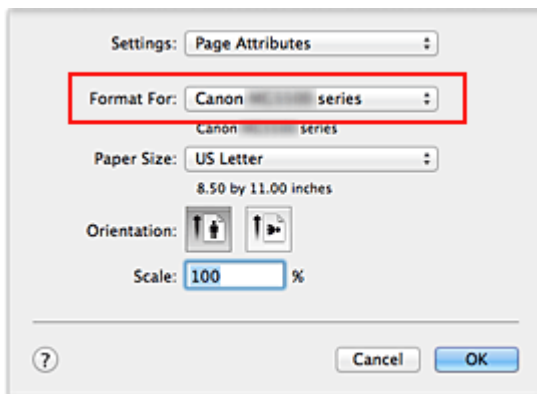 Settings: Page Attributes
Format For: Canon series
Canon series
Paper Size: US Letter
8.50 by 11.00 inches
Orientation:
Scale: 100 %
? Cancel OK